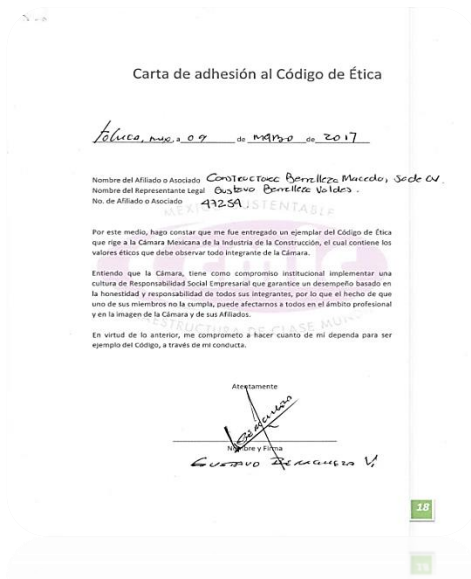 Carta de adhesión al Código de Ética
Toluca, mex, a 09 de marzo de 2017
Nombre del Afiliado o Asociado Constructora Berrelleza Macedo, S de CV.
Nombre del Representante Legal Gustavo Berrelleza Valdes.
No. de Afiliado o Asociado 43259.
Por este medio, hago constar que me fue entregado un ejemplar del Código de Ética
que rige a la Cámara Mexicana de la Industria de la Construcción, el cual contiene los
valores éticos que debe observar todo integrante de la Cámara.
Entiendo que la Cámara, tiene como compromiso institucional implementar una
cultura de Responsabilidad Social Empresarial que garantice un desempeño basado en
la honestidad y responsabilidad de todos sus integrantes, por lo que el hecho de que
uno de sus miembros no la cumpla, puede afectarnos a todos en el ámbito profesional
y en la imagen de la Cámara y de sus Afiliados.
En virtud de lo anterior, me comprometo a hacer cuanto de mi dependa para ser
ejemplo del Código, a través de mi conducta.
Atentamente
Nombre y Firma
Gustavo V.
18